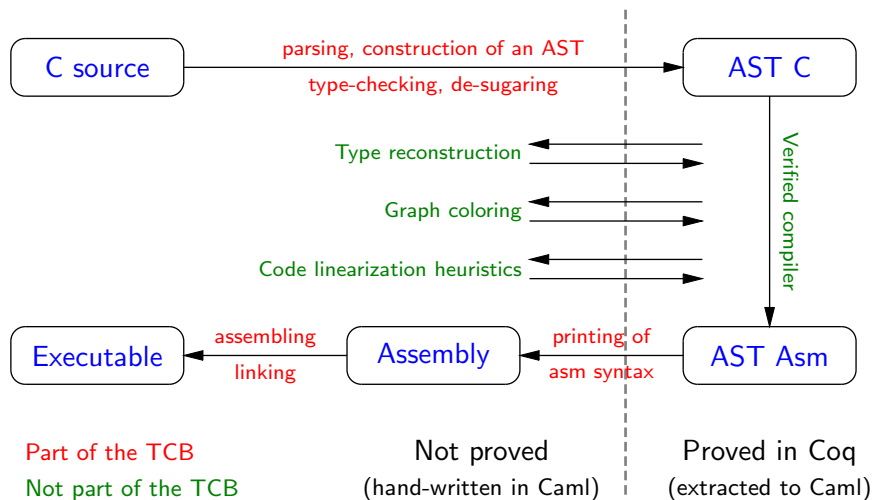 parsing, construction of an AST
C source
AST C
type-checking, de-sugaring
Type reconstruction
Graph coloring
Code linearization heuristics
Verified compiler
assembling
printing of
Executable
Assembly
AST Asm
linking
asm syntax
Part of the TCB
Not proved
Proved in Coq
Not part of the TCB
(hand-written in Caml)
(extracted to Caml)